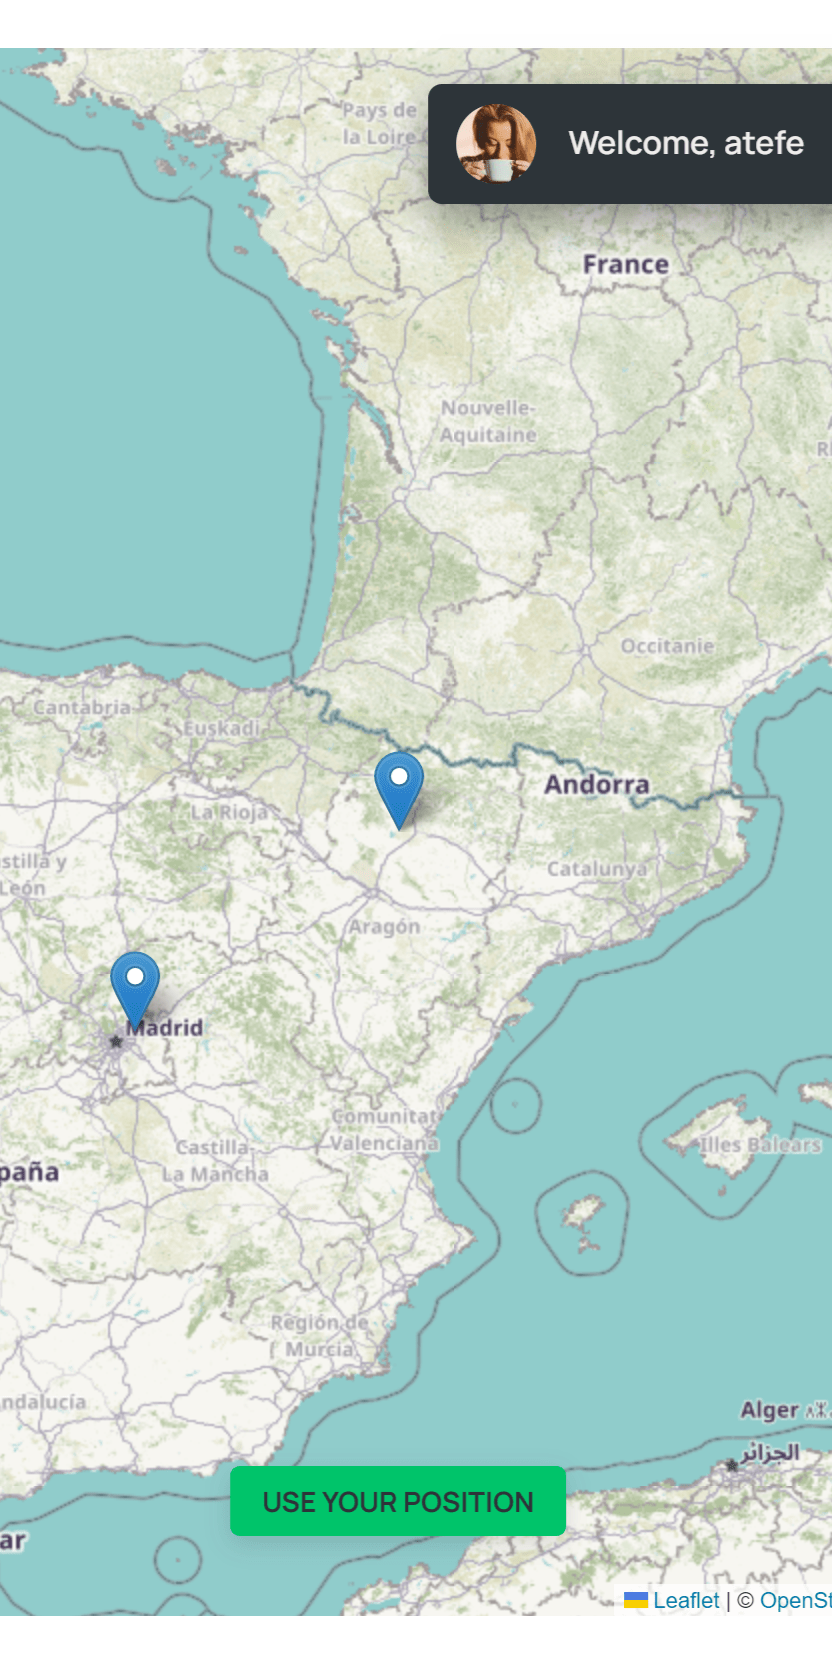 Pays de
la Loire
Welcome, atefe
France
Nouvelle-
Aquitaine
Occitanie
Cantabria
Euskadi
Andorra
La Rioja
stilla y
León
Catalunya
Aragón
Madrid
Comunitat
Valenciana
Illes Balears
Castilla-
La Mancha
paña
Región de
Murcia
ndalucía
Alger
الجزائر
USE YOUR POSITION
ar
Leaflet | © OpenSt